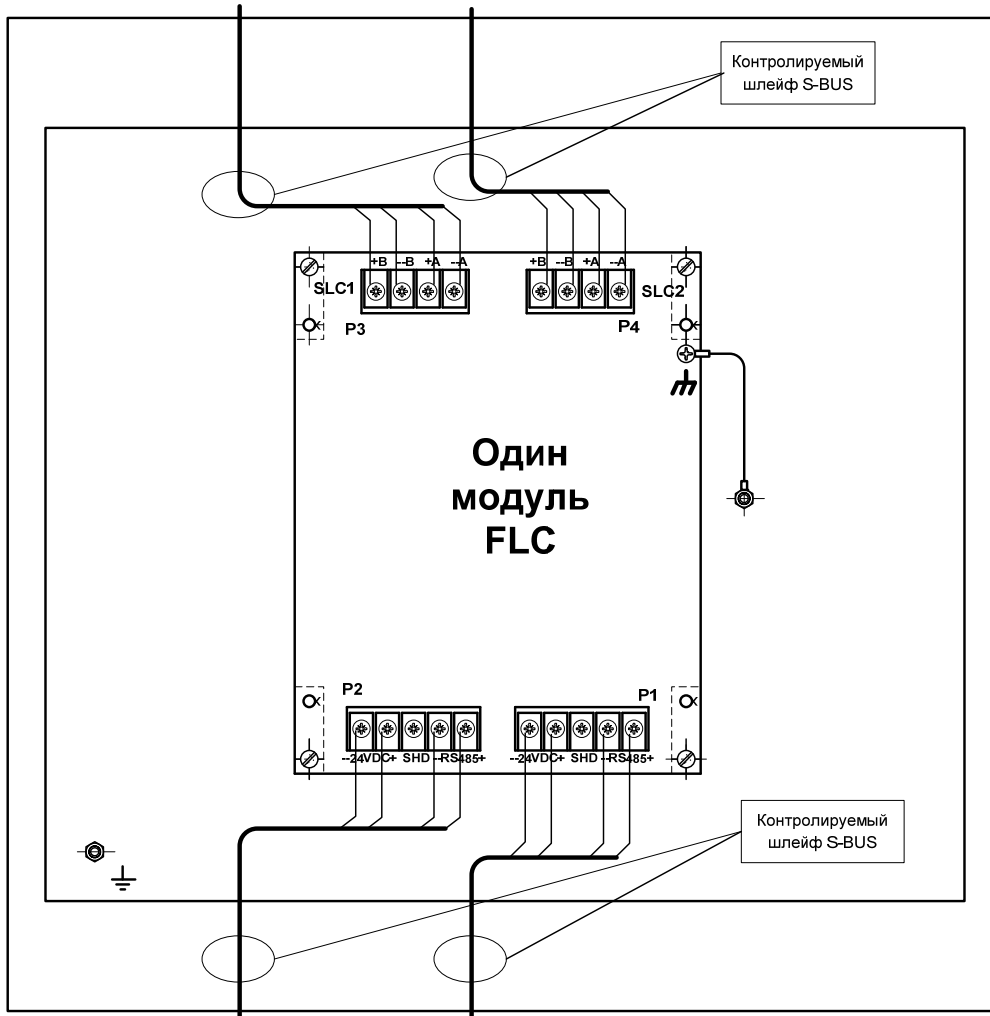 Контролируемый
шлейф S-BUS
+B --B +A --A
+B --B +A --A
SLC1
SLC2
P3
P4
Один
модуль
FLC
P2
P1
--24VDC+ SHD --RS485+
--24VDC+ SHD --RS485+
Контролируемый
шлейф S-BUS